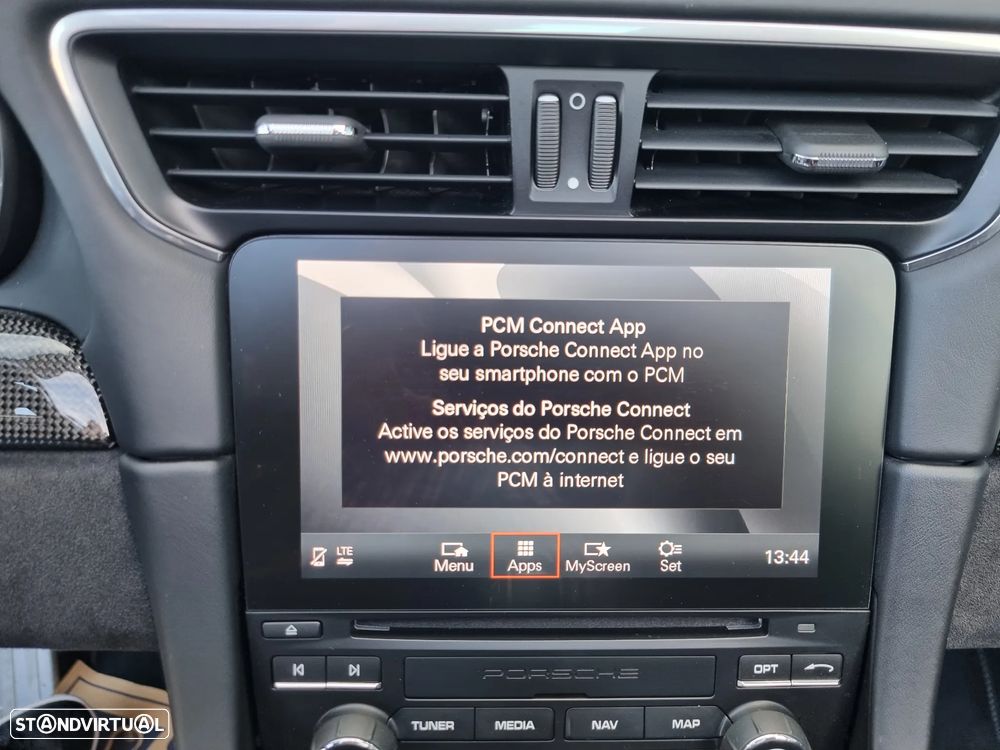 PCM Connect App
Ligue a Porsche Connect App no
seu smartphone com o PCM
Serviços do Porsche Connect
Active os serviços do Porsche Connect em
www.porsche.com/connect e ligue o seu
PCM à internet
LTE
Menu
Apps
MyScreen
Set
13:44
PORSCHE
OPT
TUNER
MEDIA
NAV
MAP
STANDVIRTUAL